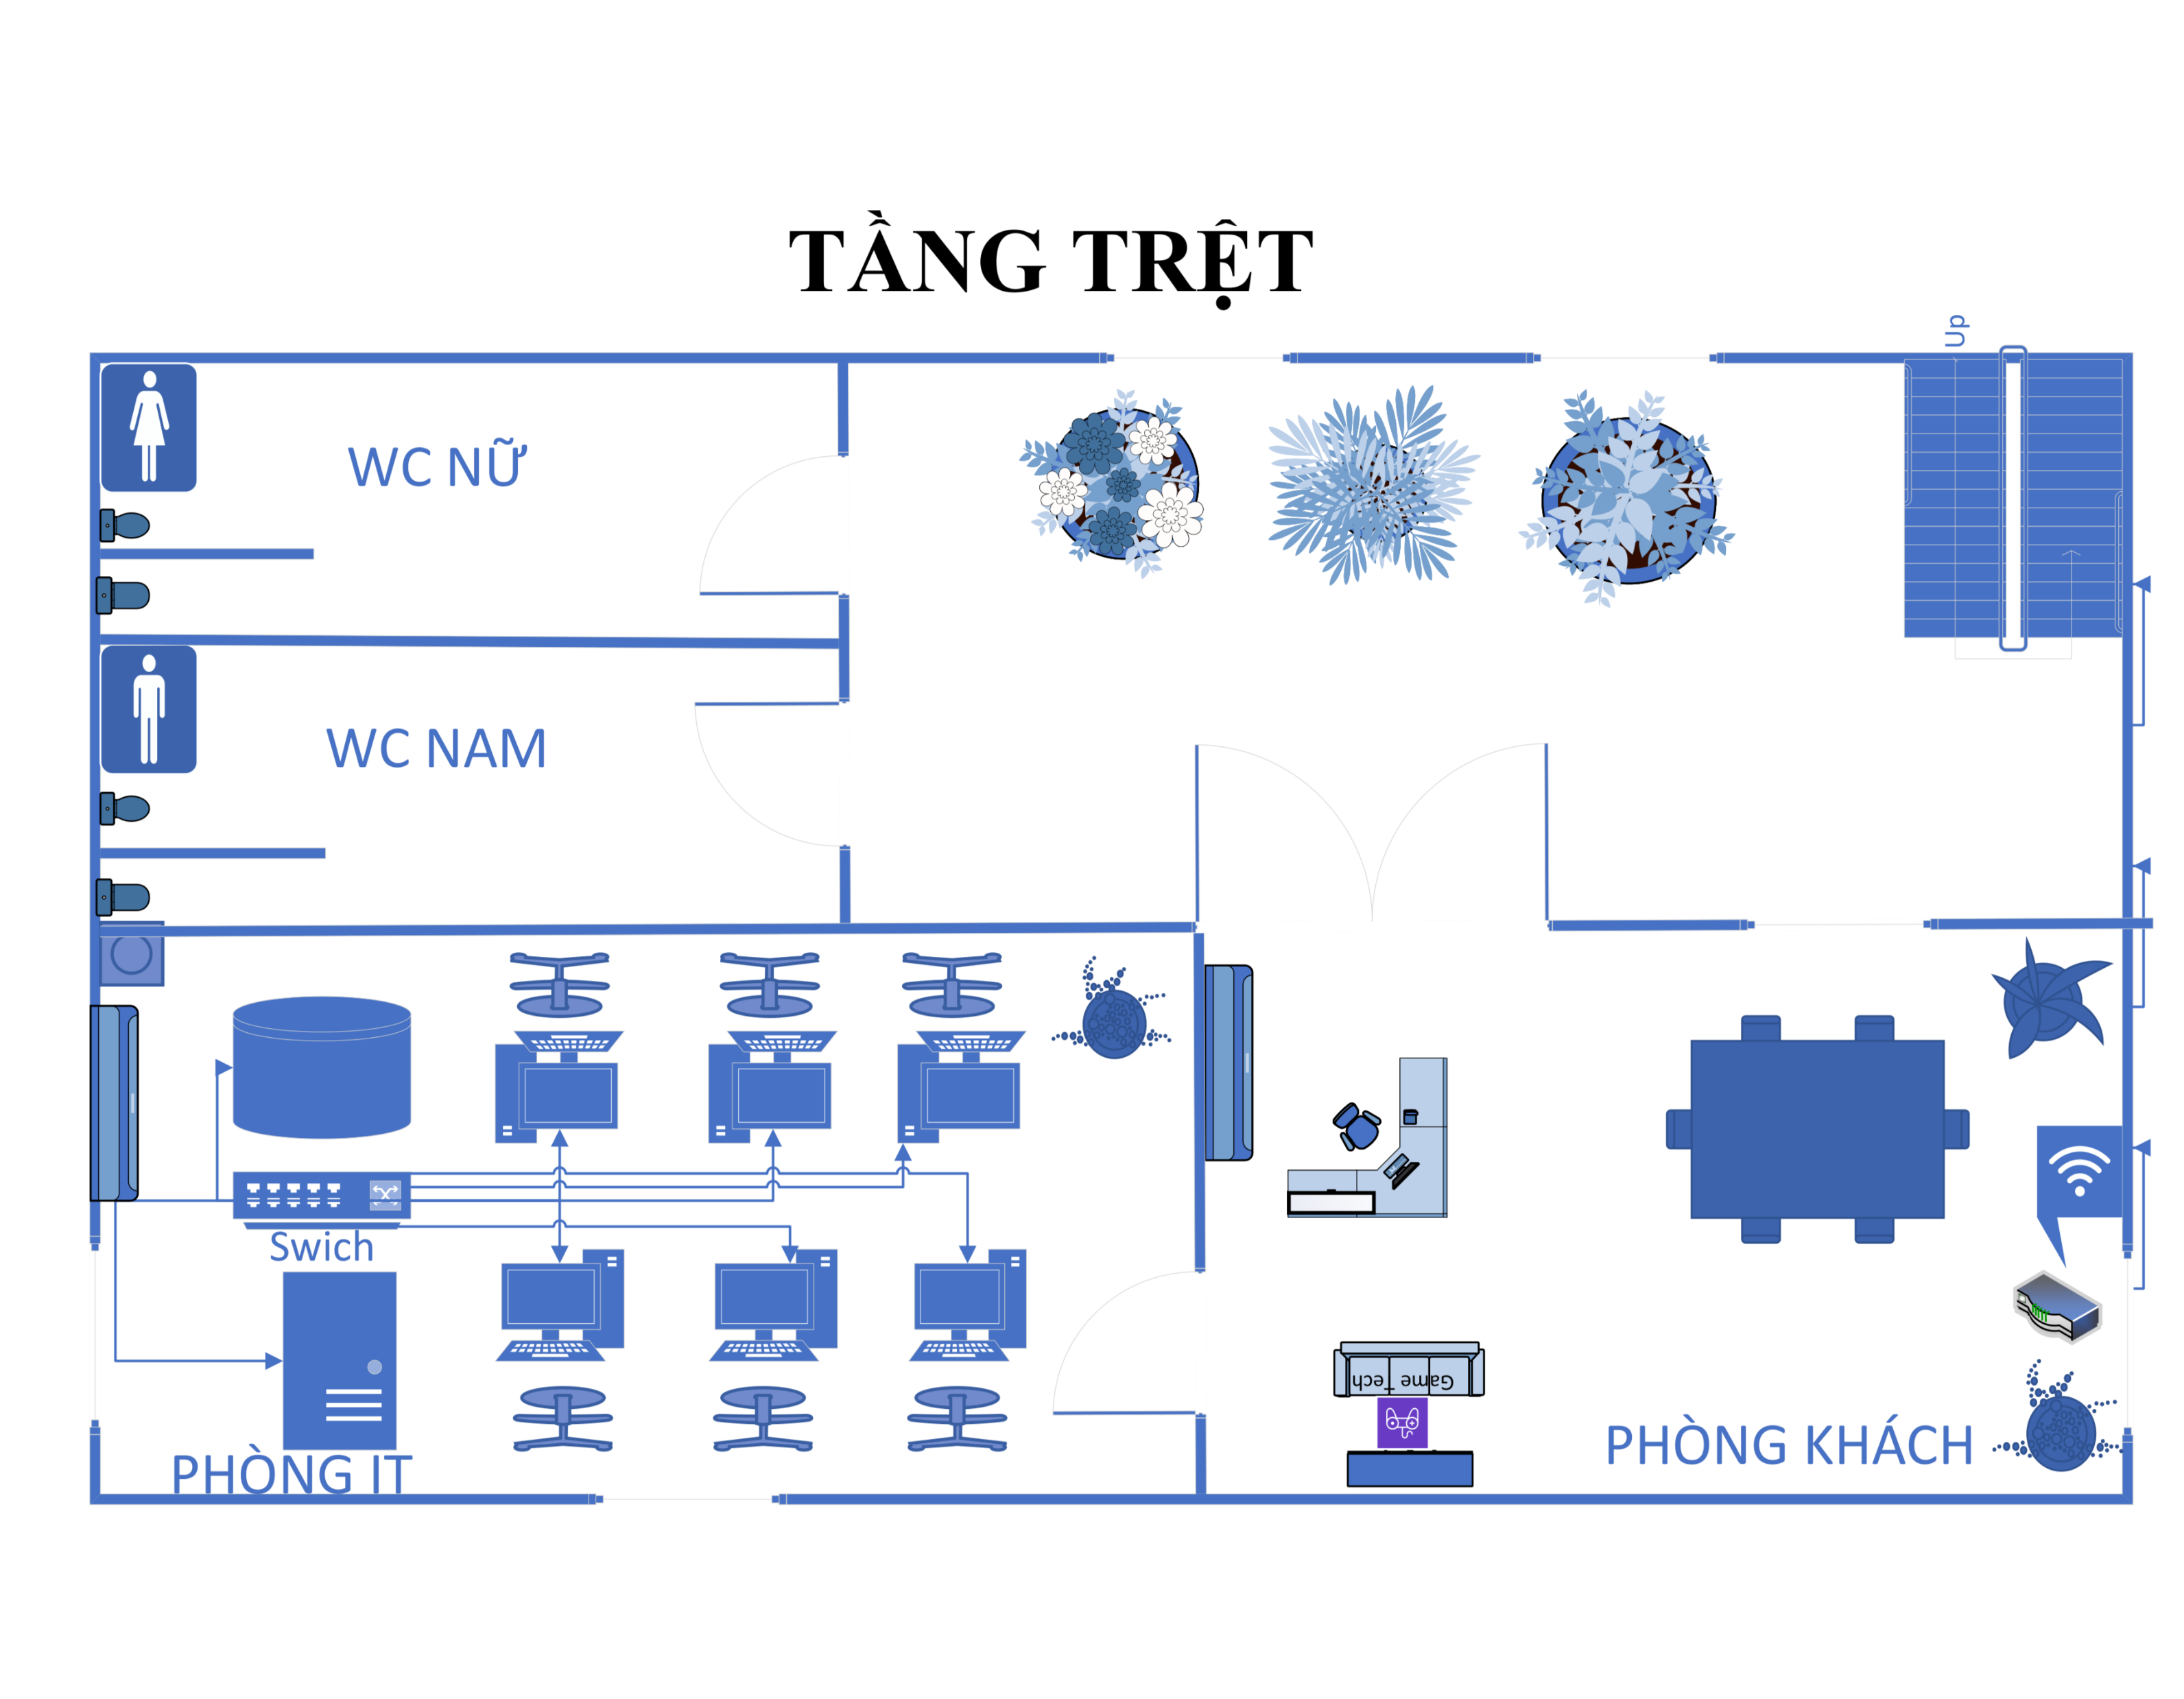 TẦNG TRỆT
Up
WC NỮ
WC NAM
Swich
Game Tech
PHÒNG IT
PHÒNG KHÁCH